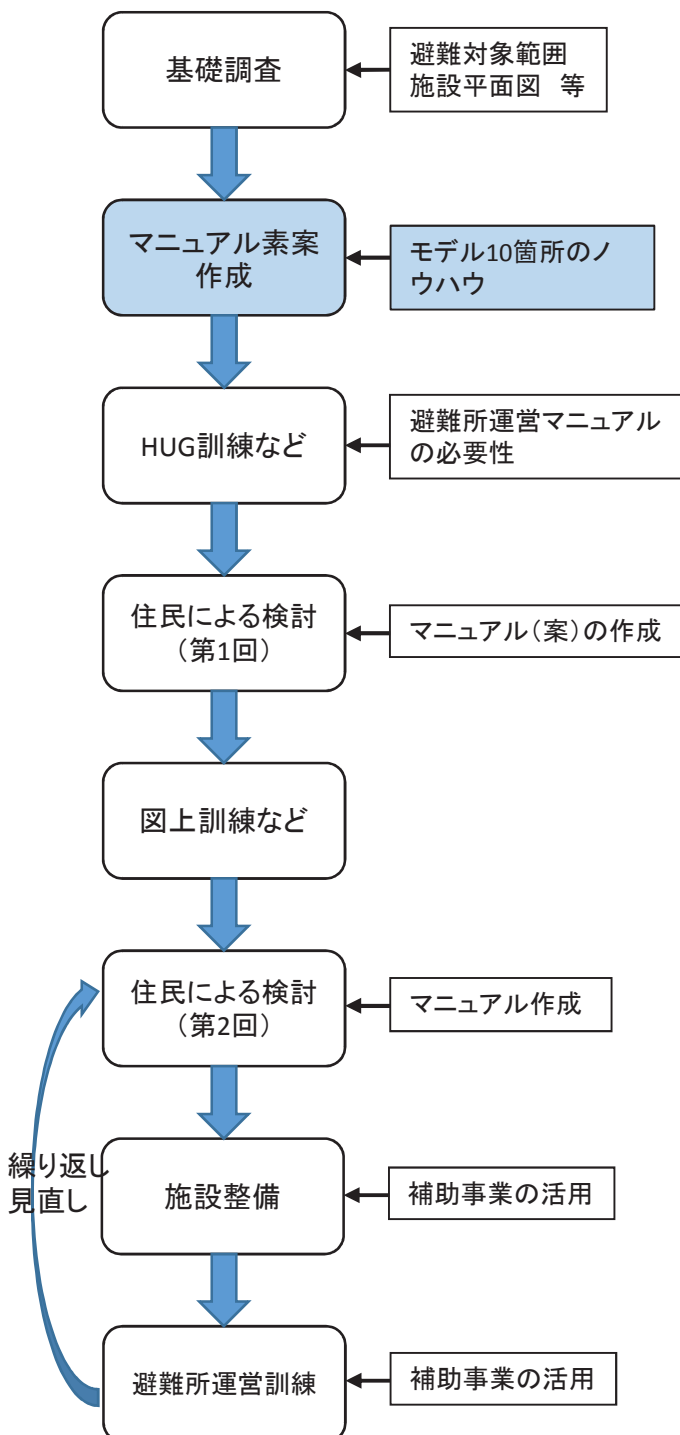 基礎調査
避難対象範囲
施設平面図　等
マニュアル素案
作成
モデル10箇所のノ
ウハウ
HUG訓練など
避難所運営マニュアル
の必要性
住民による検討
（第1回）
マニュアル（案）の作成
図上訓練など
住民による検討
（第2回）
マニュアル作成
繰り返し
見直し
施設整備
補助事業の活用
避難所運営訓練
補助事業の活用